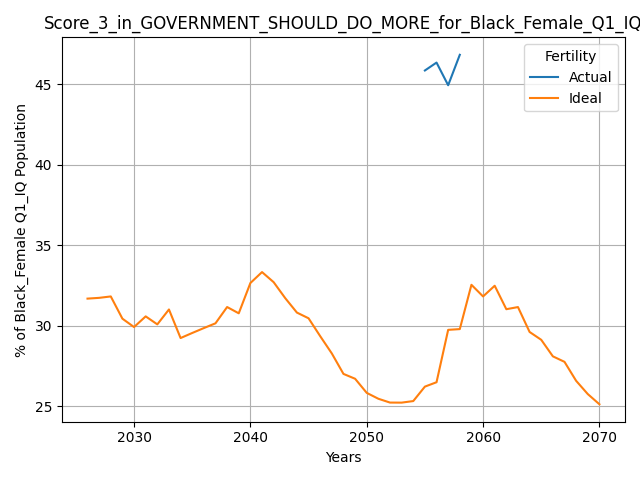 Score_3_in_GOVERNMENT_SHOULD_DO_MORE_for_Black_Female_Q1_IQ
Fertility
Actual
Ideal
% of Black_Female Q1_IQ Population
45
40
35
30
25
2030
2040
2050
2060
2070
Years